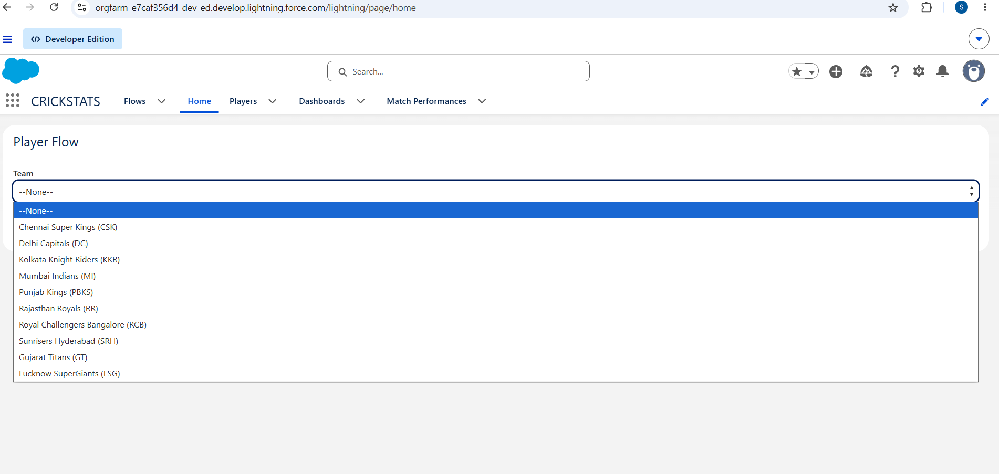 orgfarm-e7caf356d4-dev-ed.develop.lightning.force.com/lightning/page/home
S
Developer Edition
Search...
CRICKSTATS
Flows
Home
Players
Dashboards
Match Performances
Player Flow
Team
--None--
--None--
Chennai Super Kings (CSK)
Delhi Capitals (DC)
Kolkata Knight Riders (KKR)
Mumbai Indians (MI)
Punjab Kings (PBKS)
Rajasthan Royals (RR)
Royal Challengers Bangalore (RCB)
Sunrisers Hyderabad (SRH)
Gujarat Titans (GT)
Lucknow SuperGiants (LSG)